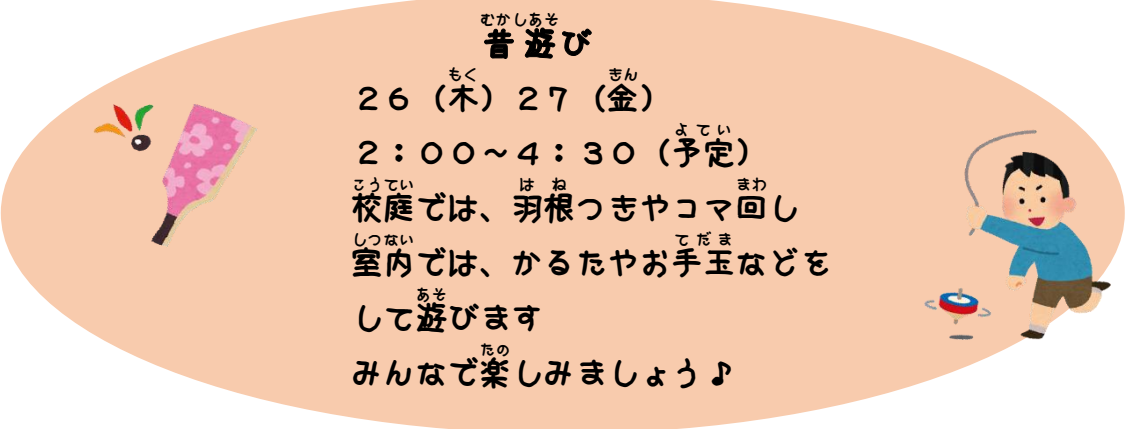 昔遊び
26（木）27（金）
2：00～4：30（予定）
校庭では、羽根つきやコマ回し
室内では、かるたやお手玉などを
して遊びます
みんなで楽しみましょう♪